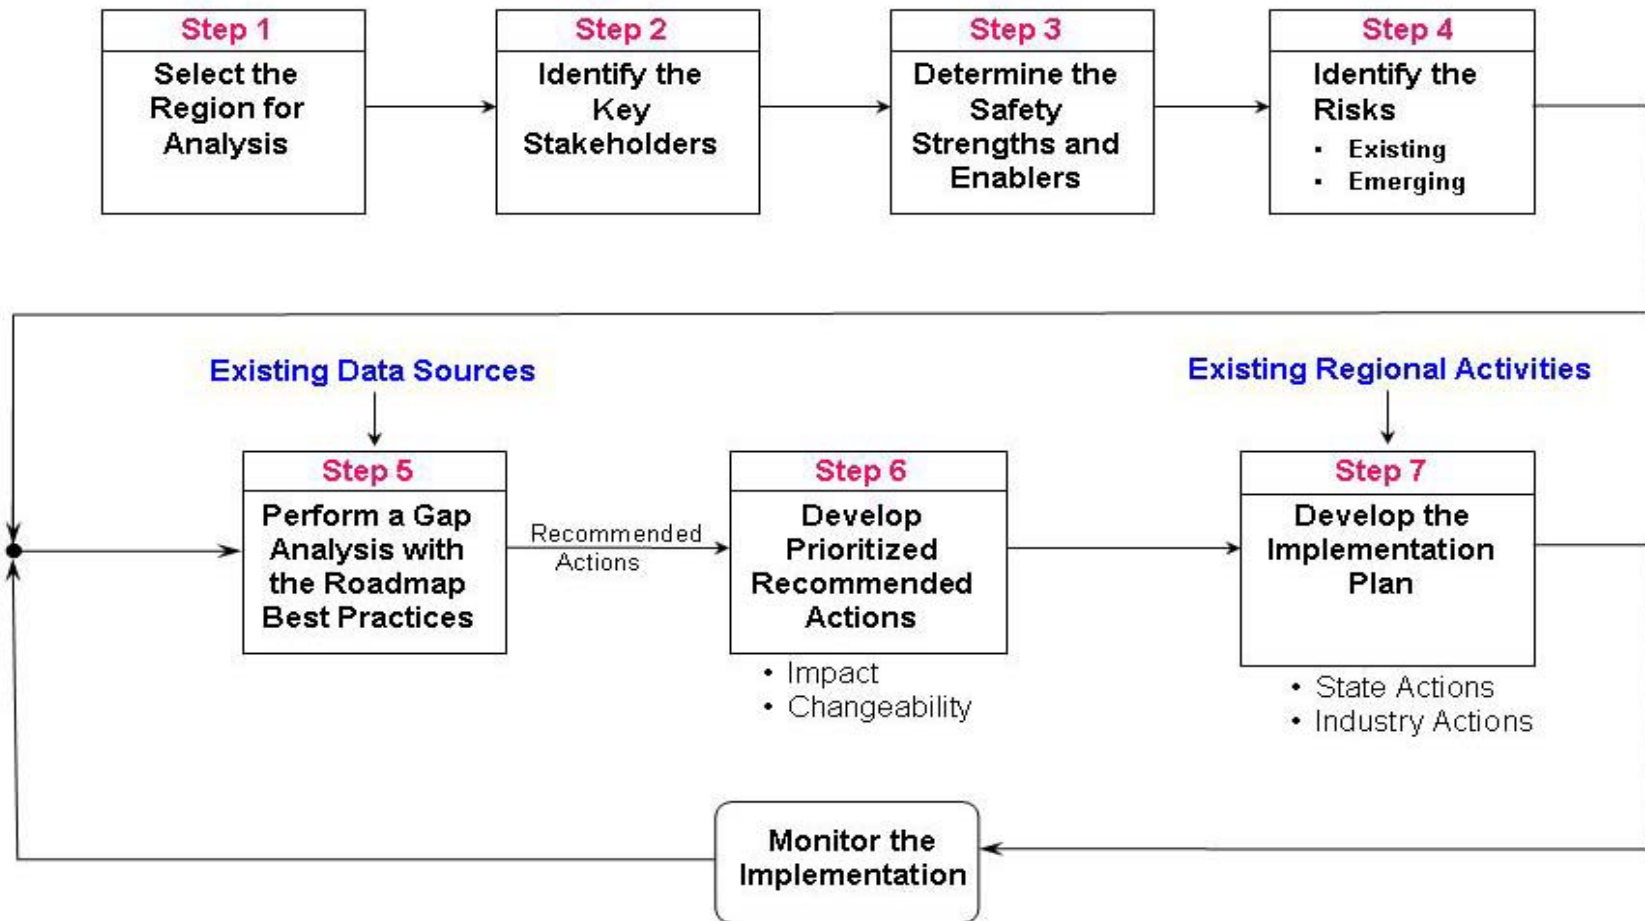 Step 1
Select the
Region for
Analysis
Step 2
Identify the
Key
Stakeholders
Step 3
Determine the
Safety
Strengths and
Enablers
Step 4
Identify the
Risks
▪ Existing
▪ Emerging
Existing Data Sources
Existing Regional Activities
Step 5
Perform a Gap
Analysis with
the Roadmap
Best Practices
Recommended
Actions
Step 6
Develop
Prioritized
Recommended
Actions
• Impact
• Changeability
Step 7
Develop the
Implementation
Plan
• State Actions
• Industry Actions
Monitor the
Implementation